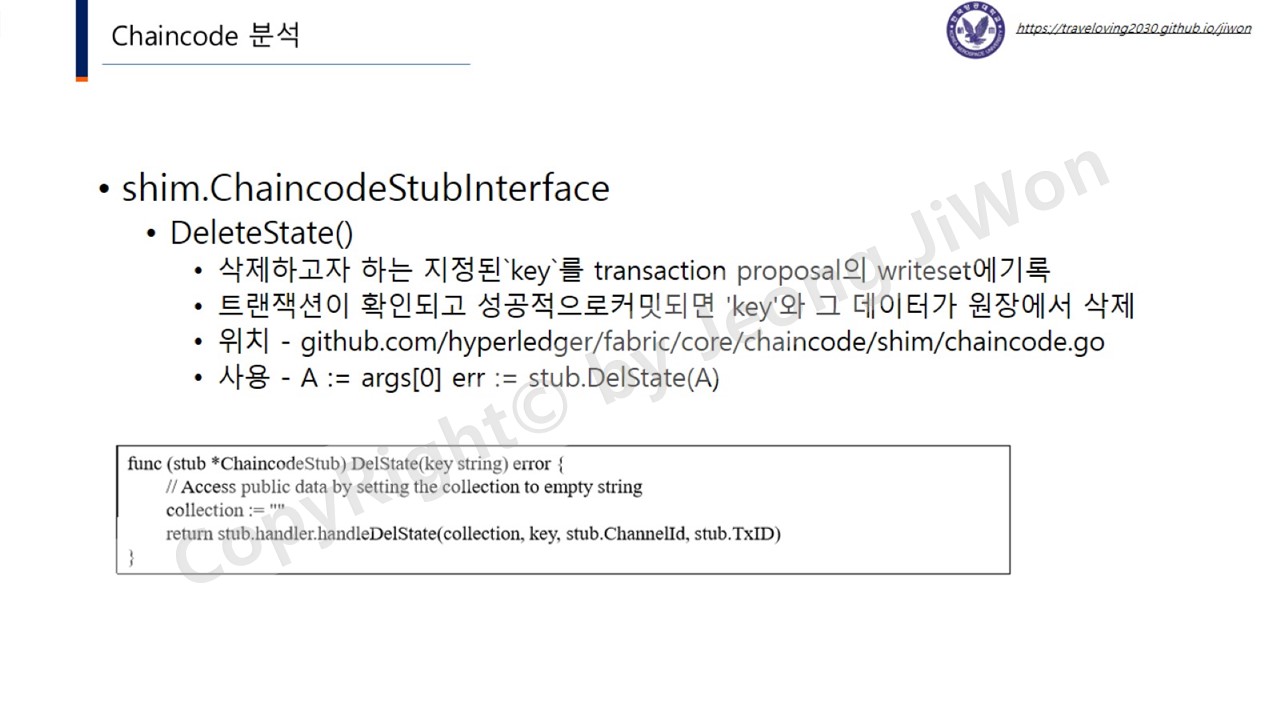 Chaincode 분석
https://traveloving2030.github.io/jiwon
• shim.ChaincodeStubInterface
• DeleteState()
• 삭제하고자 하는 지정된`key`를 transaction proposal의 writeset에기록
• 트랜잭션이 확인되고 성공적으로커밋되면 'key'와 그 데이터가 원장에서 삭제
• 위치 - github.com/hyperledger/fabric/core/chaincode/shim/chaincode.go
• 사용 - A := args[0] err := stub.DelState(A)
func (stub *ChaincodeStub) DelState(key string) error {
// Access public data by setting the collection to empty string
collection := ""
return stub.handler.handleDelState(collection, key, stub.ChannelId, stub.TxID)
}
CopyRight© by Jeong JiWon